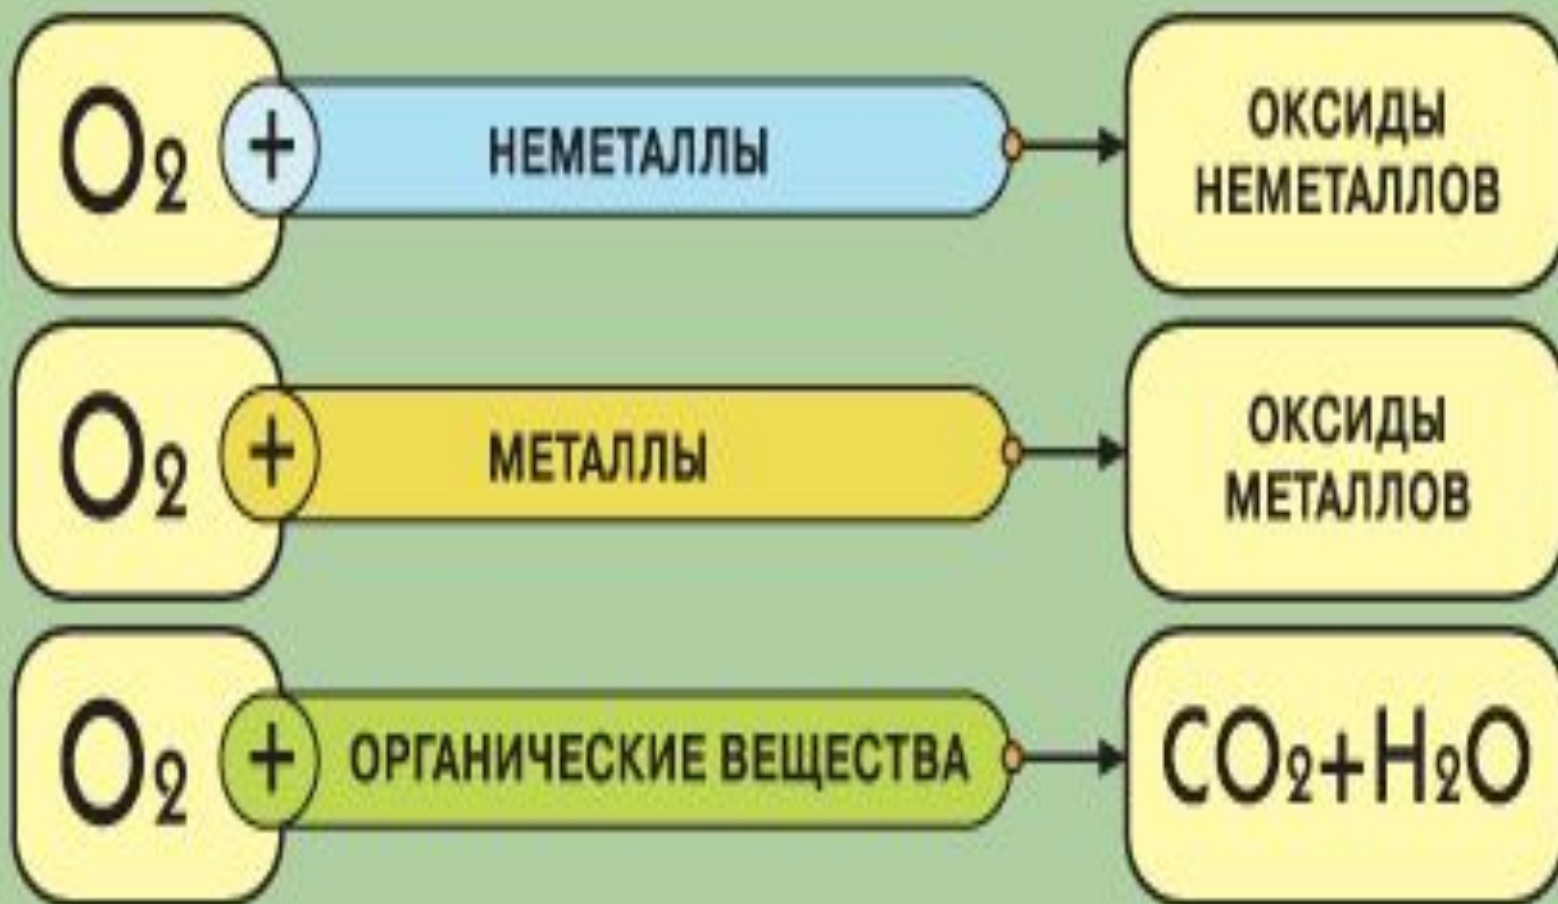 O₂ + НЕМЕТАЛЛЫ
ОКСИДЫ
НЕМЕТАЛЛОВ
O₂ + МЕТАЛЛЫ
ОКСИДЫ
МЕТАЛЛОВ
O₂ + ОРГАНИЧЕСКИЕ ВЕЩЕСТВА
CO₂+H₂O